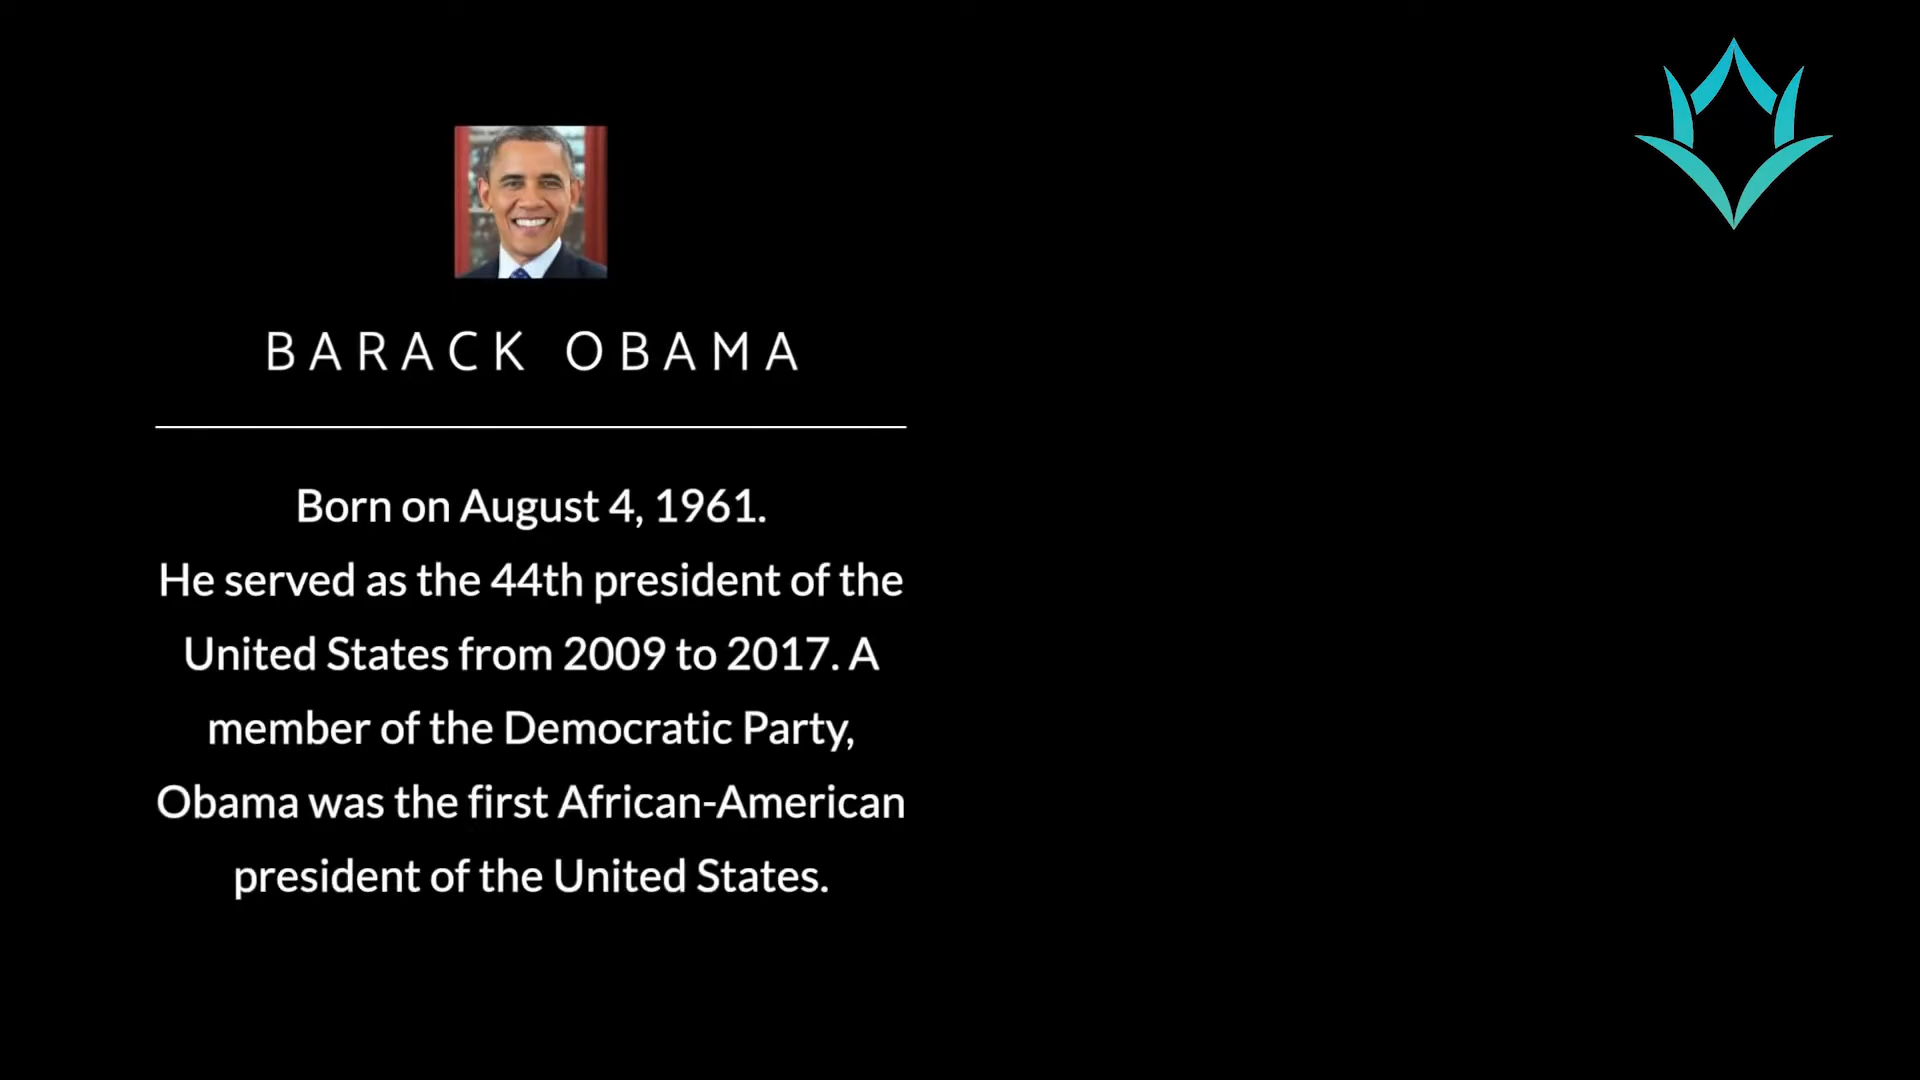 BARACK OBAMA
Born on August 4, 1961.
He served as the 44th president of the
United States from 2009 to 2017. A
member of the Democratic Party,
Obama was the first African-American
president of the United States.